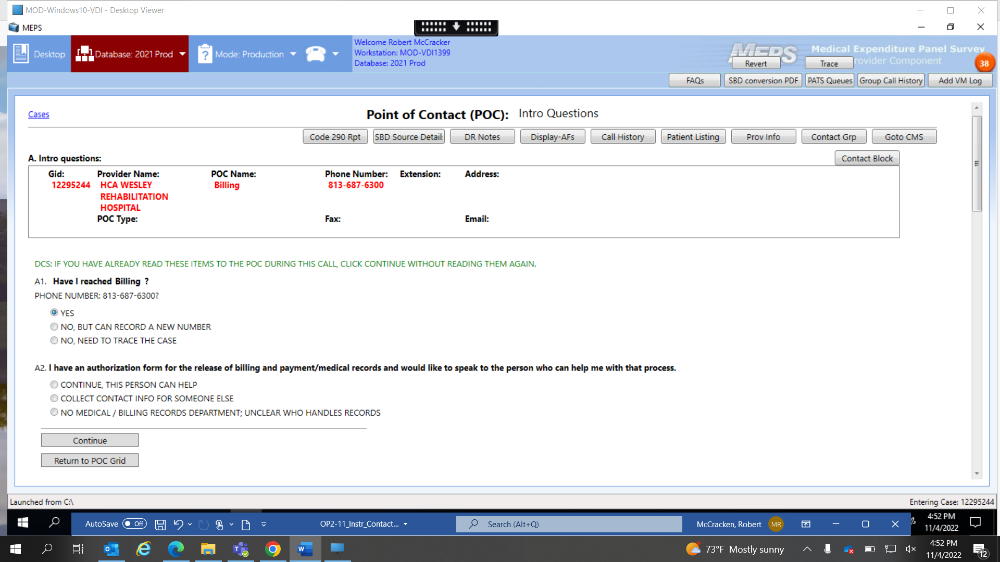 MOD-Windows10-VDI - Desktop Viewer
MEPS
Desktop
Database: 2021 Prod
Mode: Production
Welcome Robert McCracker
Workstation: MOD-VDI1399
Database: 2021 Prod
MEPS
Medical Expenditure Panel Survey
rovider Component
Revert
Trace
38
FAQs
SBD conversion PDF
PATS Queues
Group Call History
Add VM Log
Cases
Point of Contact (POC): Intro Questions
Code 290 Rpt
SBD Source Detail
DR Notes
Display-AFs
Call History
Patient Listing
Prov Info
Contact Grp
Goto CMS
A. Intro questions:
Contact Block
Gid: Provider Name: POC Name: Phone Number: Extension: Address:
12295244 HCA WESLEY Billing 813-687-6300
REHABILITATION
HOSPITAL
POC Type: Fax: Email:
DCS: IF YOU HAVE ALREADY READ THESE ITEMS TO THE POC DURING THIS CALL, CLICK CONTINUE WITHOUT READING THEM AGAIN.
A1. Have I reached Billing ?
PHONE NUMBER: 813-687-6300?
YES
NO, BUT CAN RECORD A NEW NUMBER
NO, NEED TO TRACE THE CASE
A2. I have an authorization form for the release of billing and payment/medical records and would like to speak to the person who can help me with that process.
CONTINUE, THIS PERSON CAN HELP
COLLECT CONTACT INFO FOR SOMEONE ELSE
NO MEDICAL / BILLING RECORDS DEPARTMENT; UNCLEAR WHO HANDLES RECORDS
Continue
Return to POC Grid
Launched from C:\
Entering Case: 12295244
AutoSave Off
OP2-11_Instr_Contact...
Search (Alt+Q)
McCracken, Robert
MR
4:52 PM
11/4/2022
73°F Mostly sunny
4:52 PM
11/4/2022
12